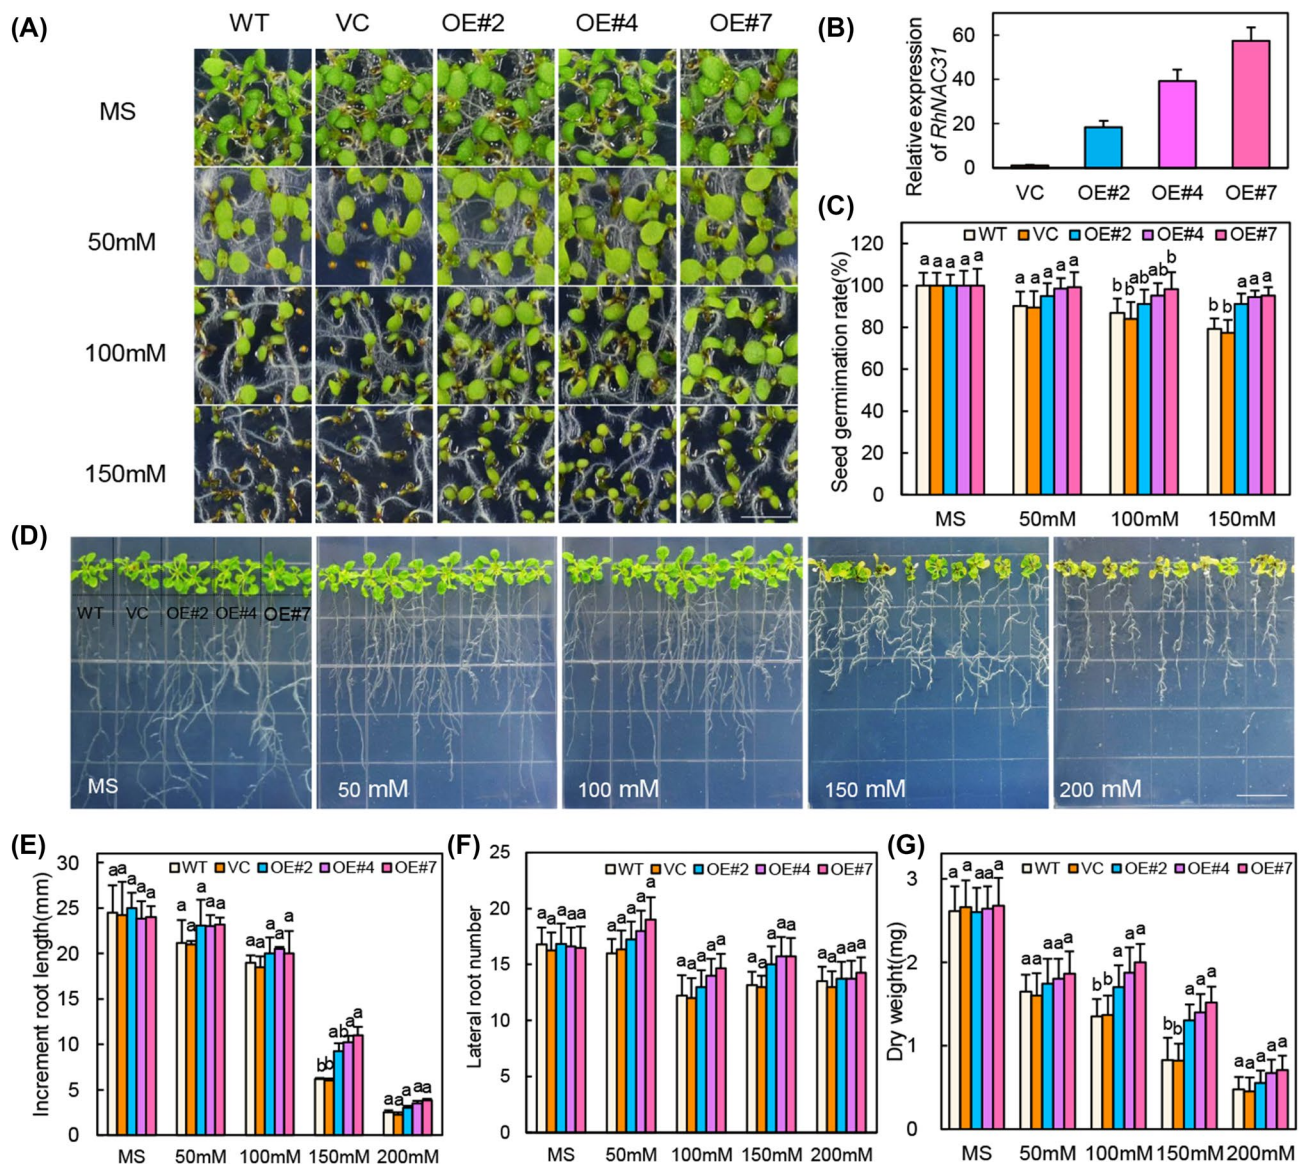 (A)
WT VC OE#2 OE#4 OE#7
MS
50mM
100mM
150mM
(B)
Relative expression
of RhNAC31
60
40
20
0
VC OE#2 OE#4 OE#7
(C)
Seed germimation rate(%)
120
100
80
60
40
20
0
WT VC OE#2 OE#4 OE#7
a a a a a
a a a a a
b b ab ab b
b b a a a
MS 50mM 100mM 150mM
(D)
WT VC OE#2 OE#4 OE#7
MS
50 mM
100 mM
150 mM
200 mM
(E)
Increment root length(mm)
30
25
20
15
10
5
0
WT VC OE#2 OE#4 OE#7
a a a a a
a a a a a
a a a a a
b b a b a a
a a a a a
MS 50mM 100mM 150mM 200mM
(F)
Lateral root number
25
20
15
10
5
0
WT VC OE#2 OE#4 OE#7
a a a a a
a a a a a
a a a a a
a a a a a
a a a a a
MS 50mM 100mM 150mM 200mM
(G)
Dry weight(mg)
3
2
1
0
WT VC OE#2 OE#4 OE#7
a a a a a
a a a a a
b b a a a
b b a a a
a a a a a
MS 50mM 100mM 150mM 200mM